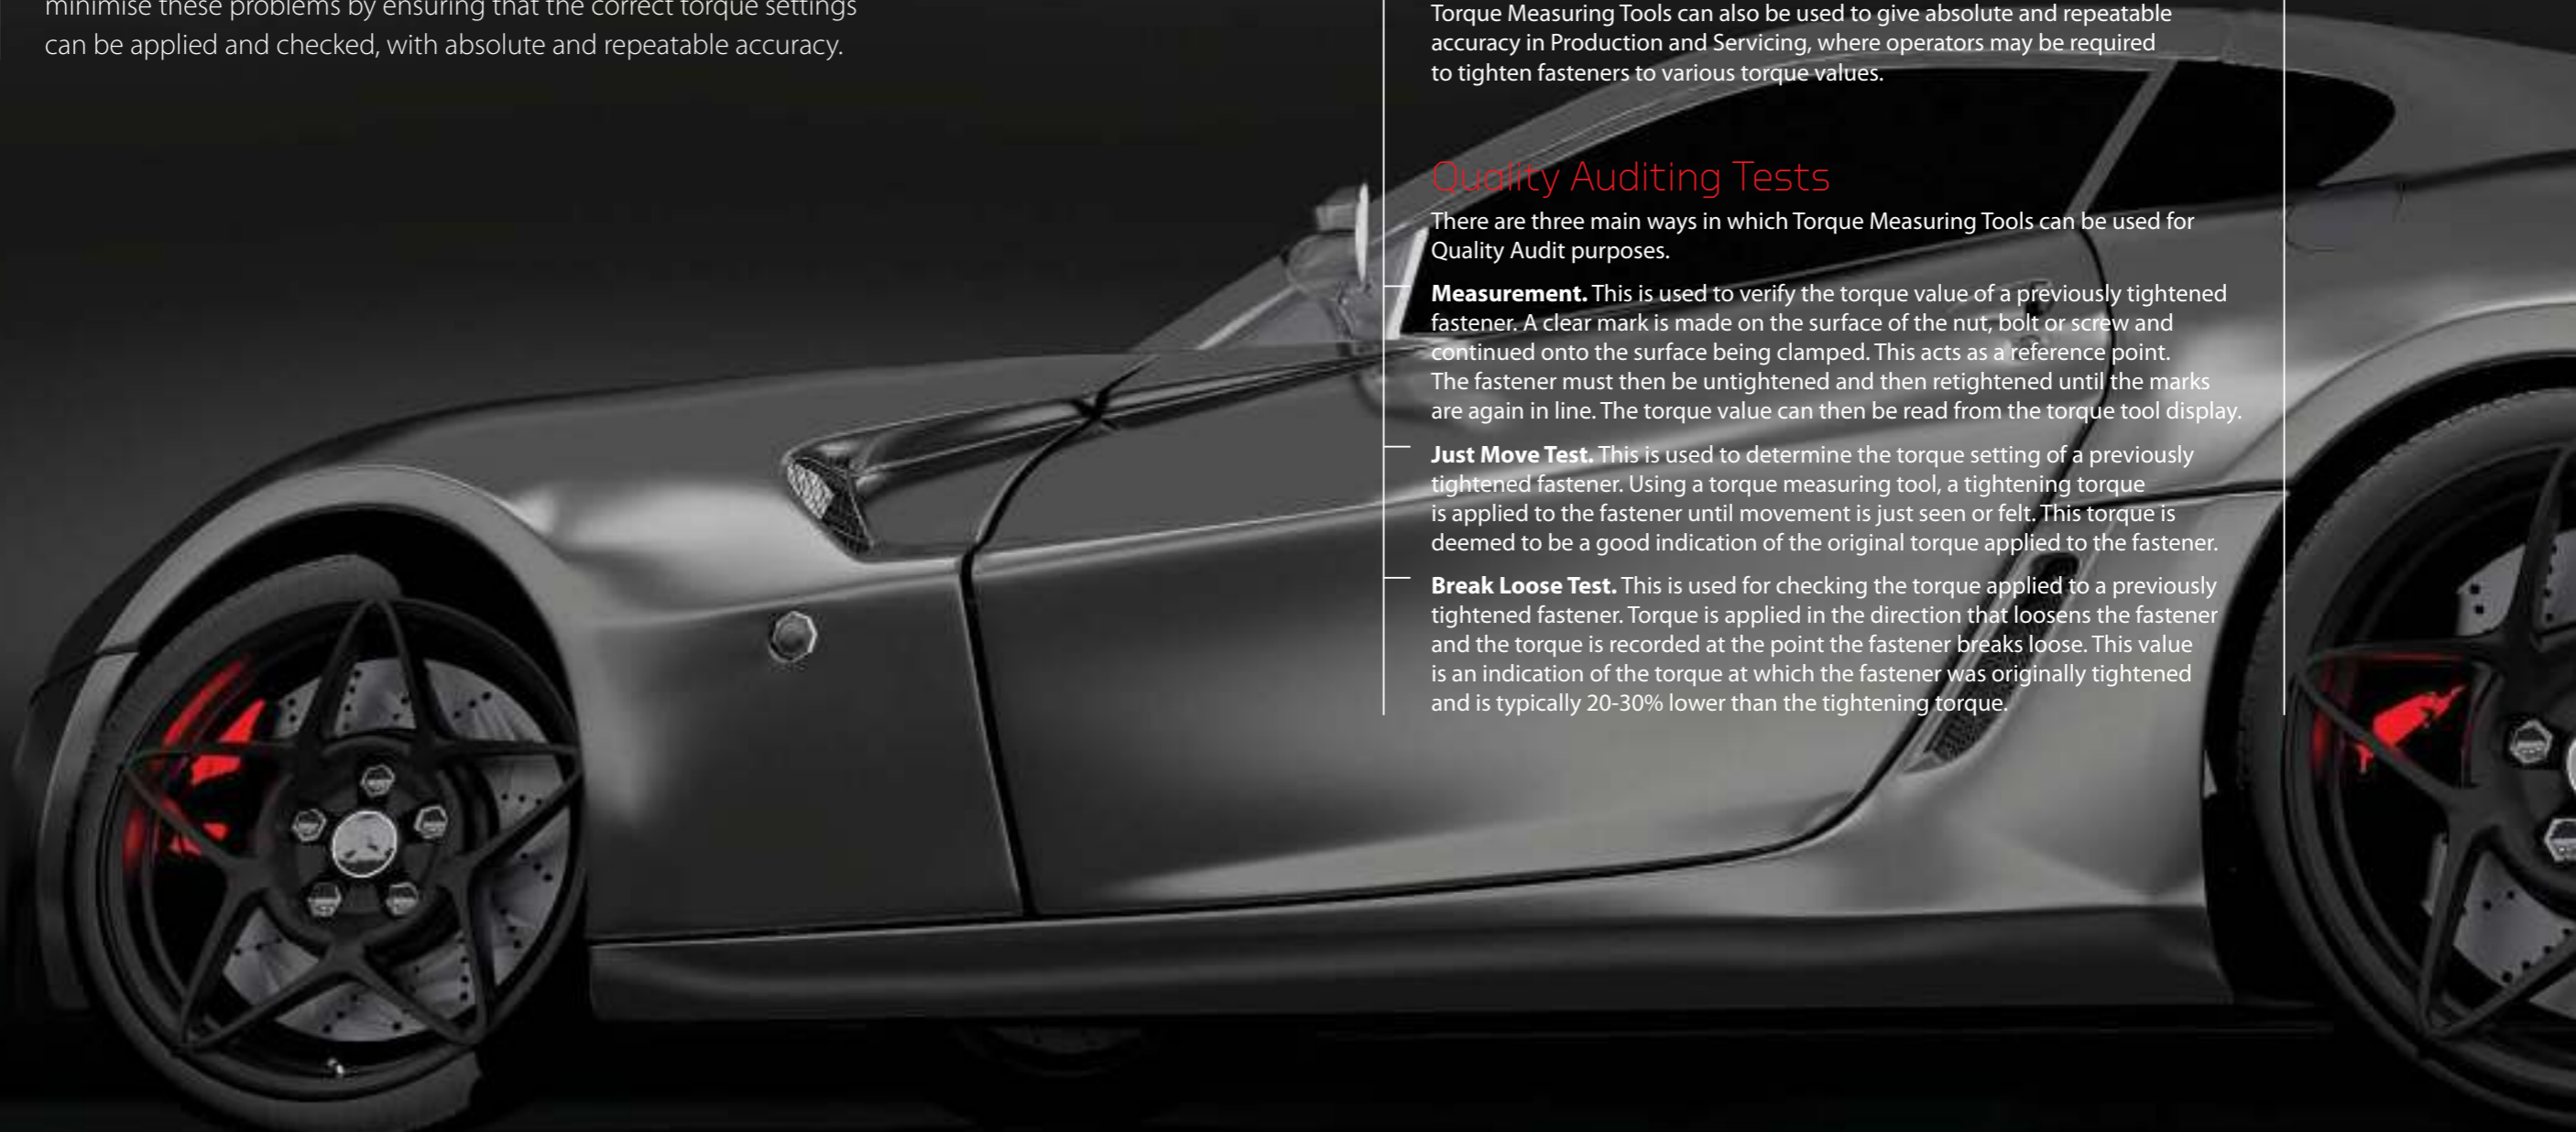 minimise these problems by ensuring that the correct torque settings
can be applied and checked, with absolute and repeatable accuracy.
Torque Measuring Tools can also be used to give absolute and repeatable
accuracy in Production and Servicing, where operators may be required
to tighten fasteners to various torque values.
Quality Auditing Tests
There are three main ways in which Torque Measuring Tools can be used for
Quality Audit purposes.
Measurement. This is used to verify the torque value of a previously tightened
fastener. A clear mark is made on the surface of the nut, bolt or screw and
continued onto the surface being clamped. This acts as a reference point.
The fastener must then be untightened and then retightened until the marks
are again in line. The torque value can then be read from the torque tool display.
Just Move Test. This is used to determine the torque setting of a previously
tightened fastener. Using a torque measuring tool, a tightening torque
is applied to the fastener until movement is just seen or felt. This torque is
deemed to be a good indication of the original torque applied to the fastener.
Break Loose Test. This is used for checking the torque applied to a previously
tightened fastener. Torque is applied in the direction that loosens the fastener
and the torque is recorded at the point the fastener breaks loose. This value
is an indication of the torque at which the fastener was originally tightened
and is typically 20-30% lower than the tightening torque.